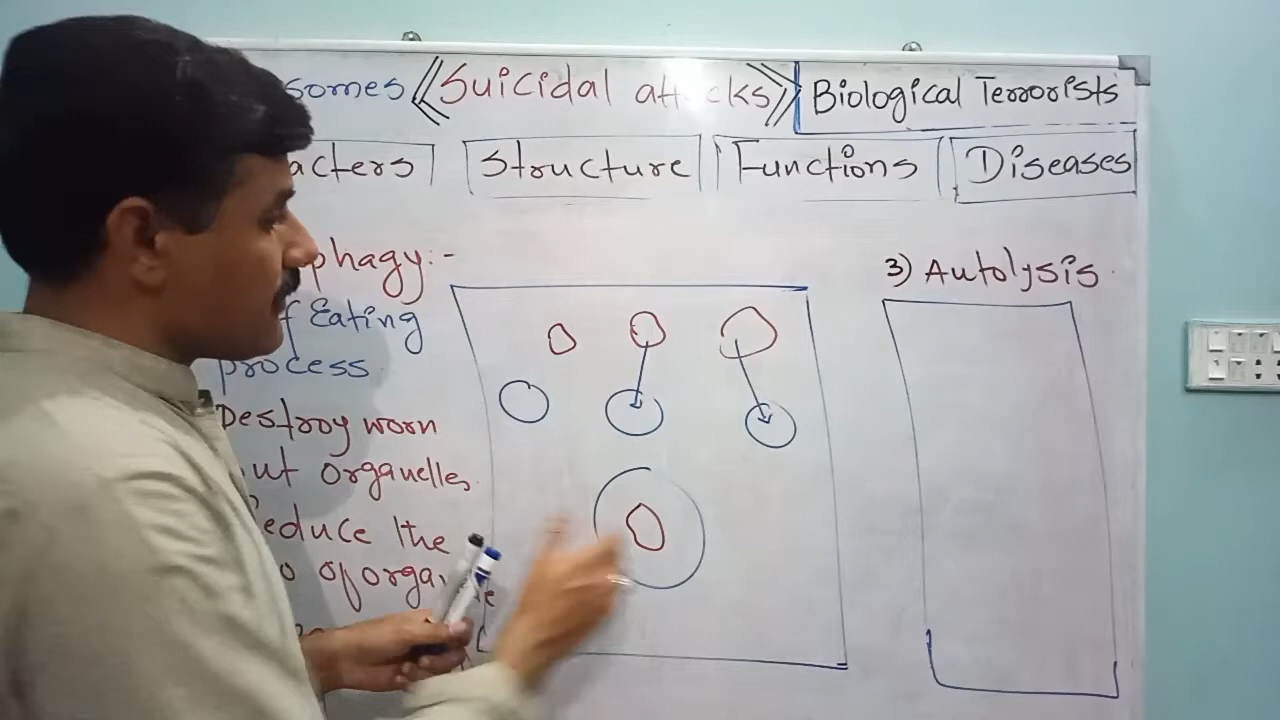 somes《Suicidal attacks》 Biological Terrorists
acters Structure Functions Diseases
phagy:-
f Eating
process
Destroy worn
ut organelles.
educe the
o of orga
3) Autolysis